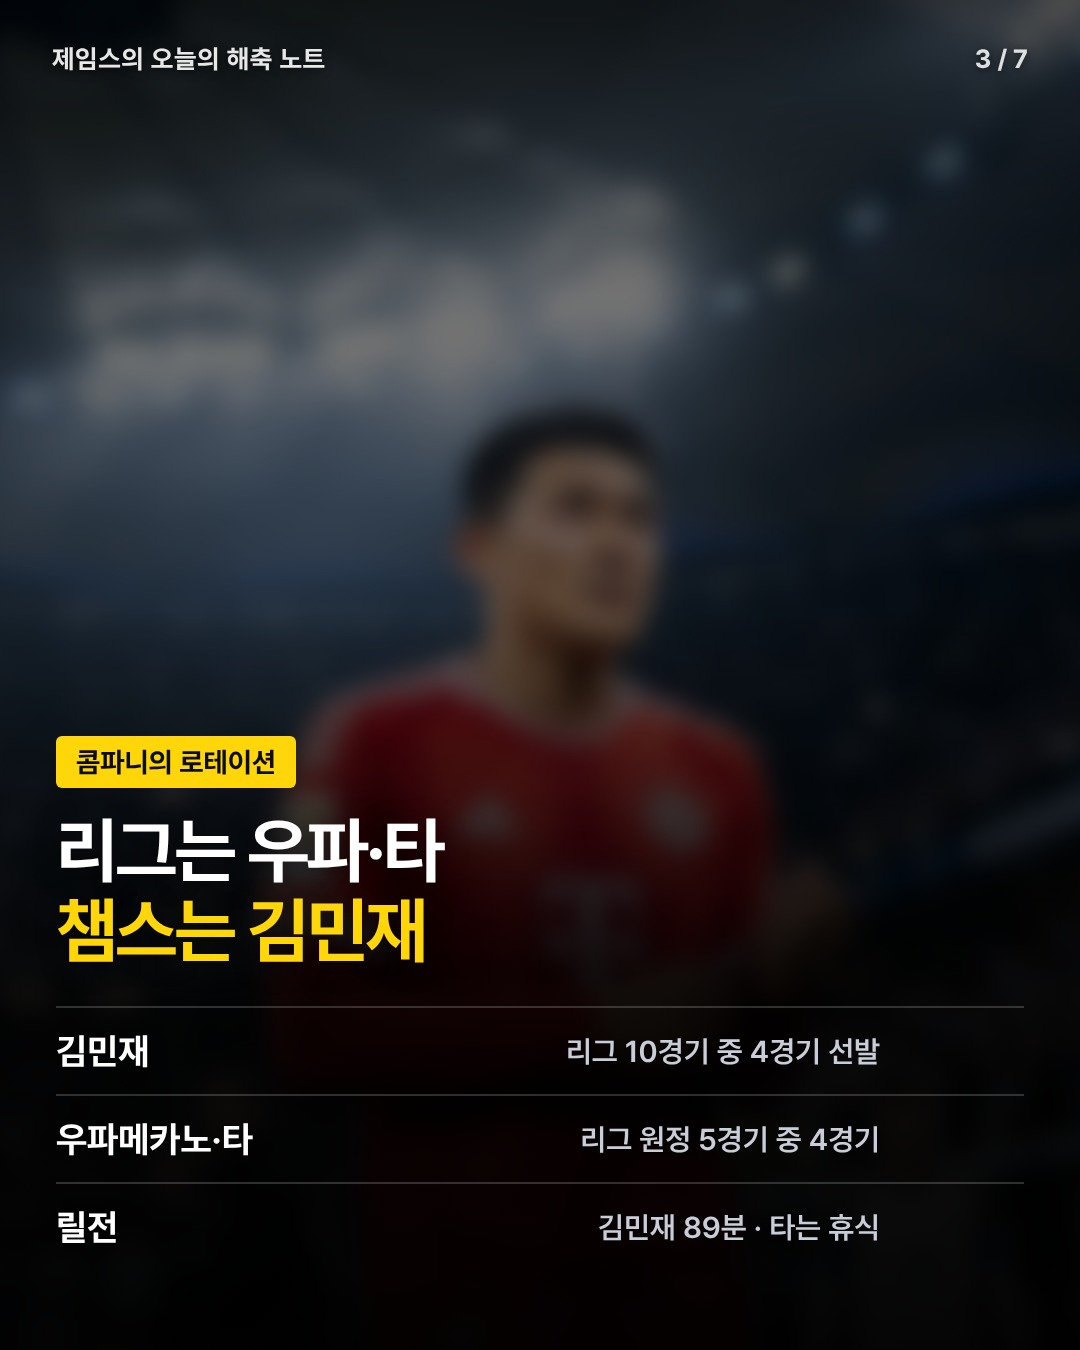 제임스의 오늘의 해축 노트
3 / 7
콤파니의 로테이션
리그는 우파·타
챔스는 김민재
김민재 리그 10경기 중 4경기 선발
우파메카노·타 리그 원정 5경기 중 4경기
릴전 김민재 89분 · 타는 휴식